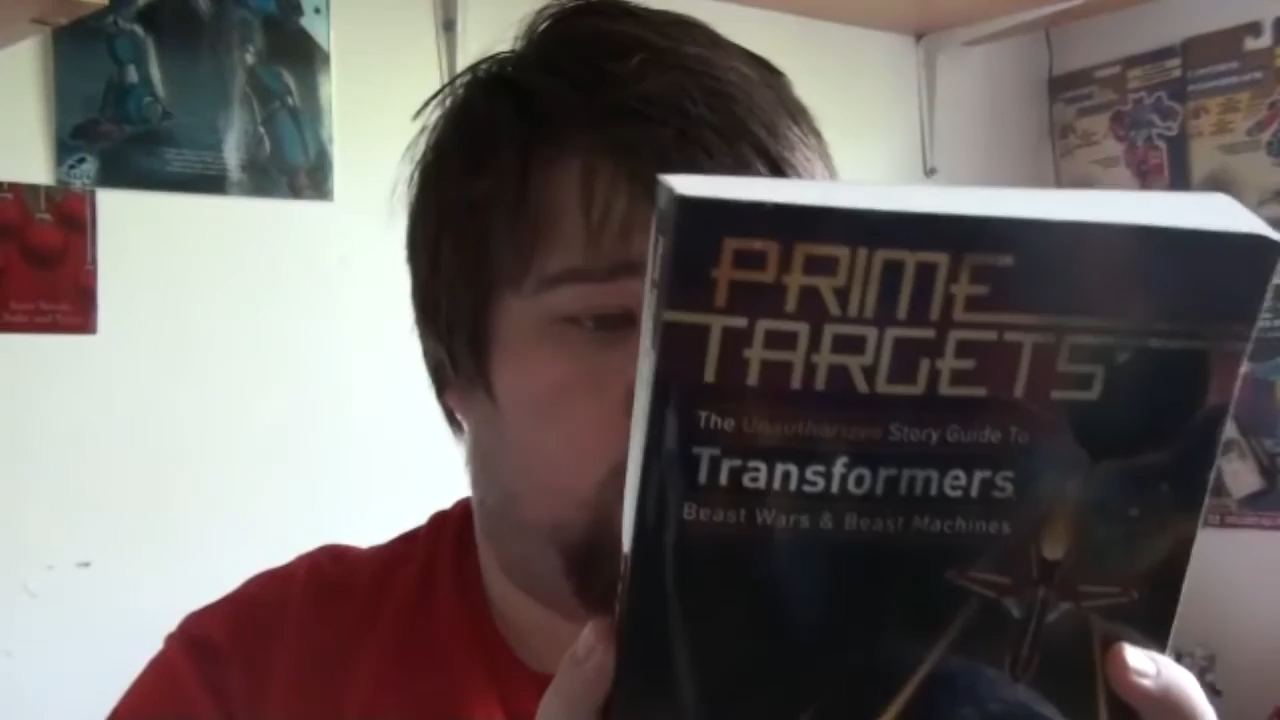 PRIME
TARGETS
The Unauthorized Story Guide To
Transformers
Beast Wars & Beast Machines